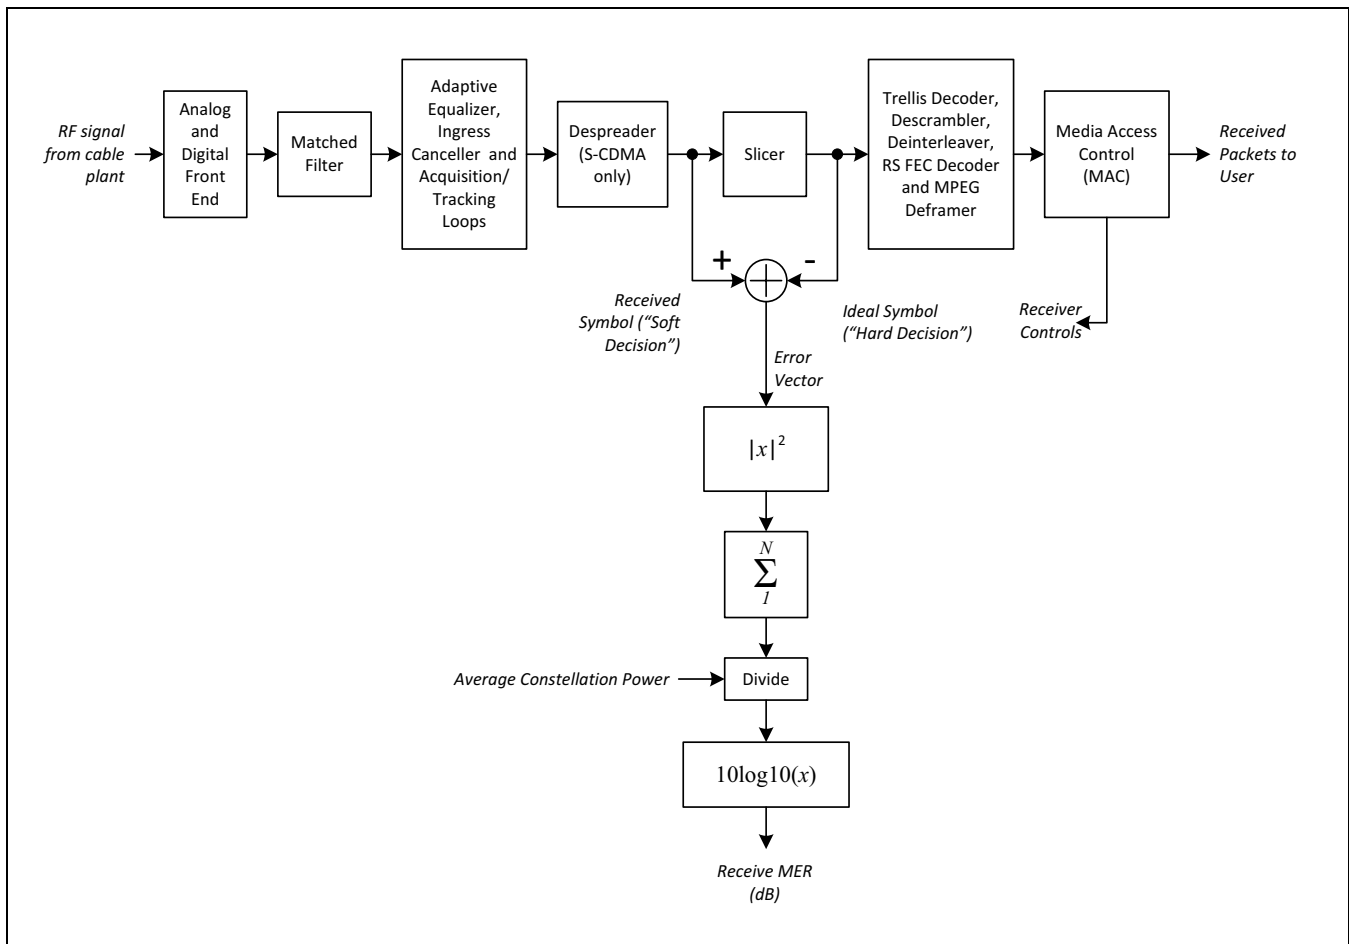 RF signal
from cable
plant
Analog
and
Digital
Front
End
Matched
Filter
Adaptive
Equalizer,
Ingress
Canceller and
Acquisition/
Tracking
Loops
Despreader
(S-CDMA
only)
Slicer
Trellis Decoder,
Descrambler,
Deinterleaver,
RS FEC Decoder
and MPEG
Deframer
Media Access
Control
(MAC)
Received
Packets to
User
+
-
Received
Symbol (“Soft
Decision”)
Ideal Symbol
(“Hard Decision”)
Receiver
Controls
Error
Vector
|x|²
N
∑
1
Average Constellation Power
Divide
10log10(x)
Receive MER
(dB)